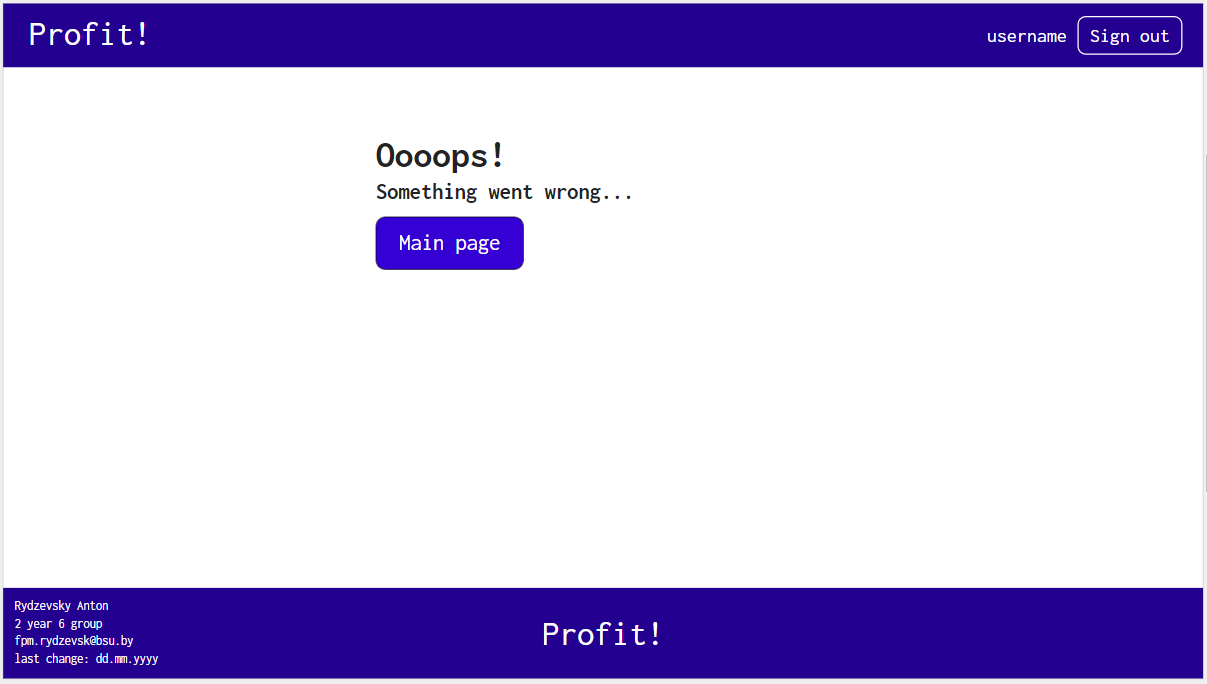 Profit!
username Sign out
Oooops!
Something went wrong...
Main page
Rydzevsky Anton
2 year 6 group
fpm.rydzevsk@bsu.by
last change: dd.mm.yyyy
Profit!